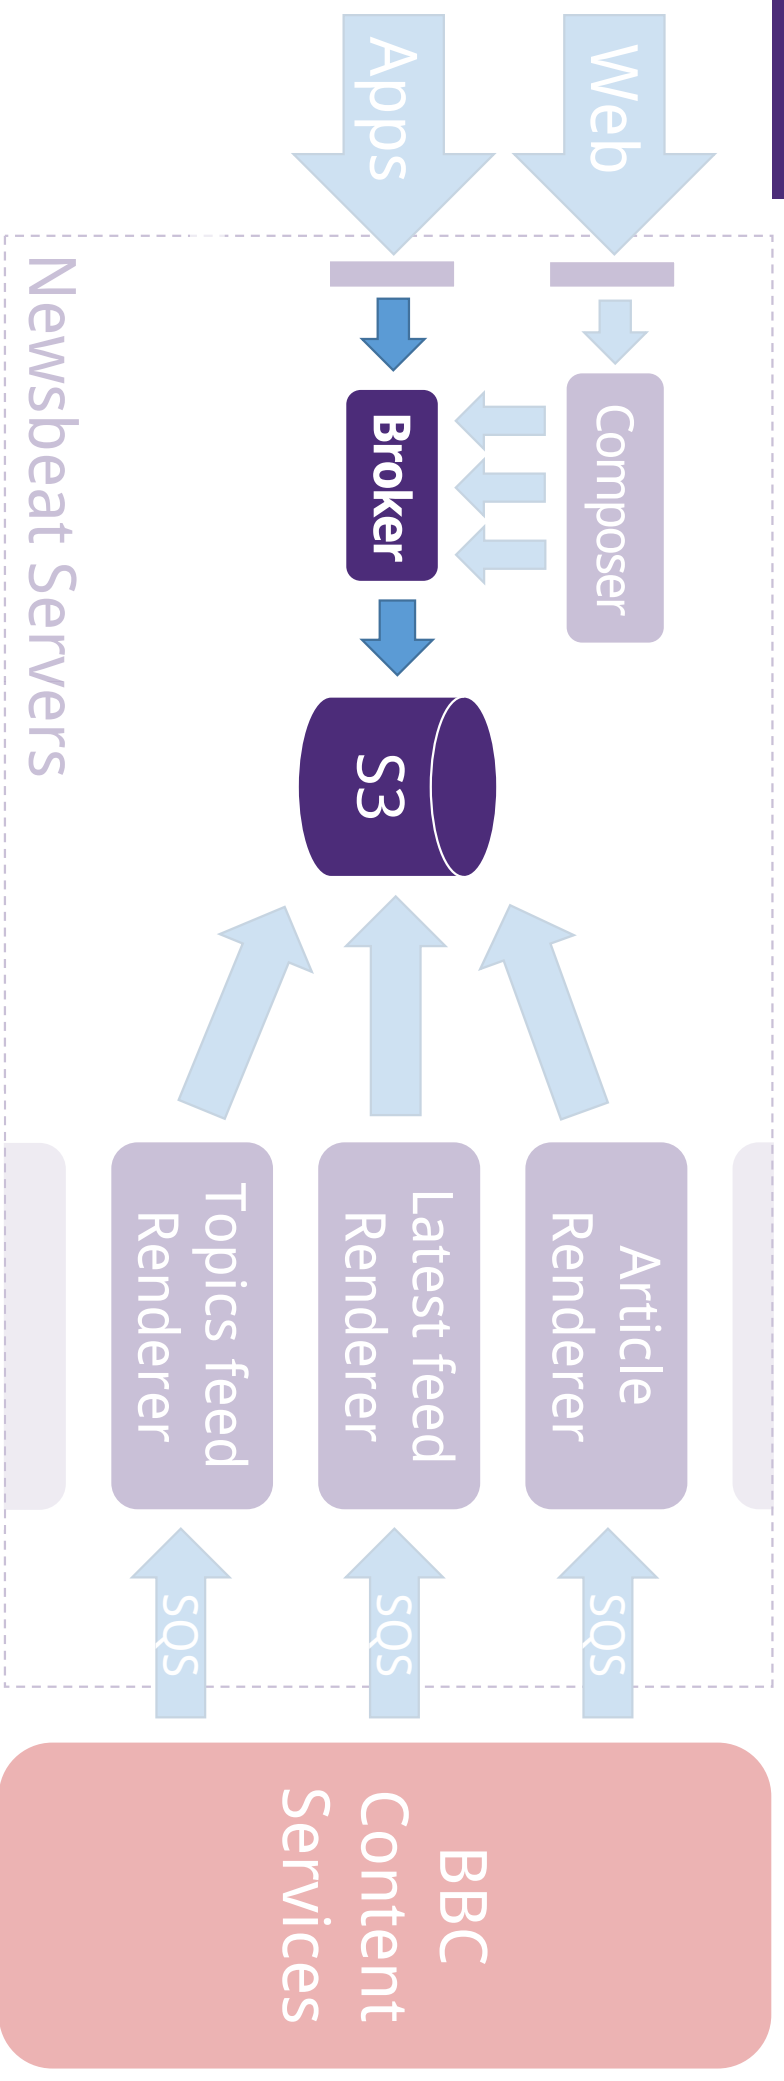 Web
Composer
Article
Renderer
SQS
Apps
Broker
S3
Latest feed
Renderer
SQS
BBC
Content
Services
Topics feed
Renderer
SQS
Newsbeat Servers